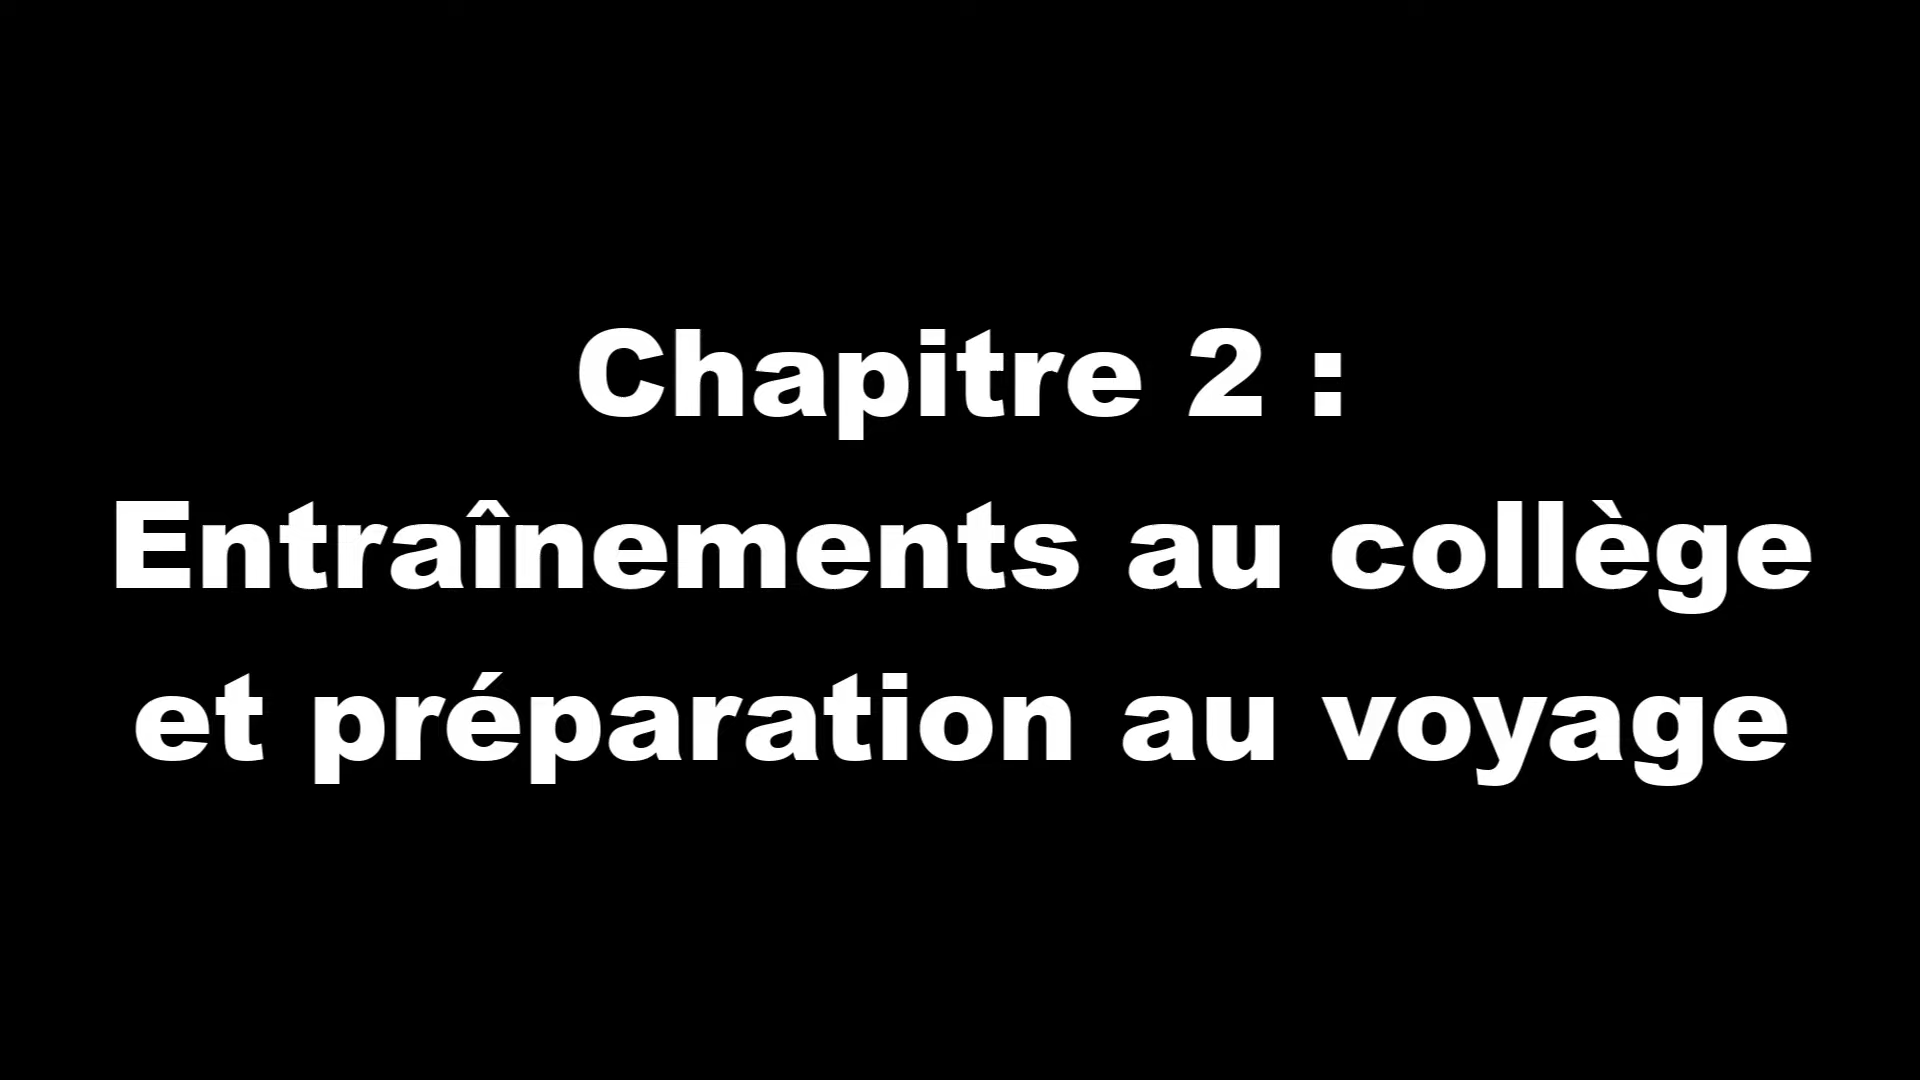 Chapitre 2 :
Entraînements au collège
et préparation au voyage